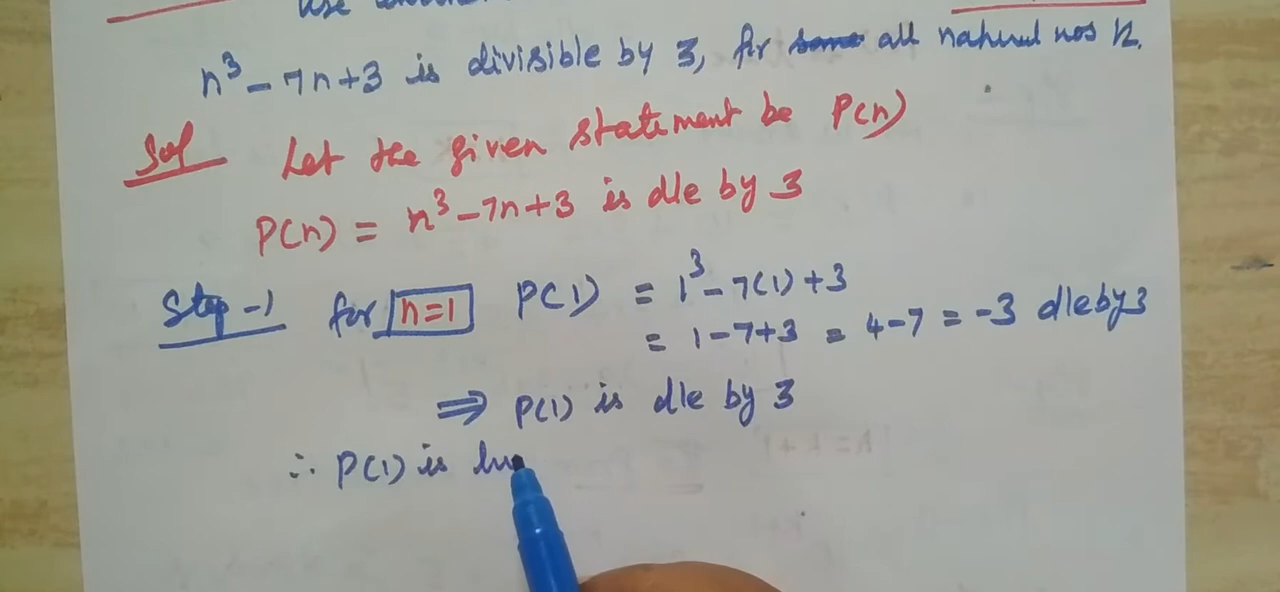 Use
n³ - 7n + 3 is divisible by 3, for some all natural nos n.
Sol Let the given statement be P(n)
P(n) = n³ - 7n + 3 is dle by 3
Step - 1 for n=1 P(1) = 1³ - 7(1) + 3
= 1 - 7 + 3 = 4 - 7 = -3 dle by 3
⇒ P(1) is dle by 3
∴ P(1) is